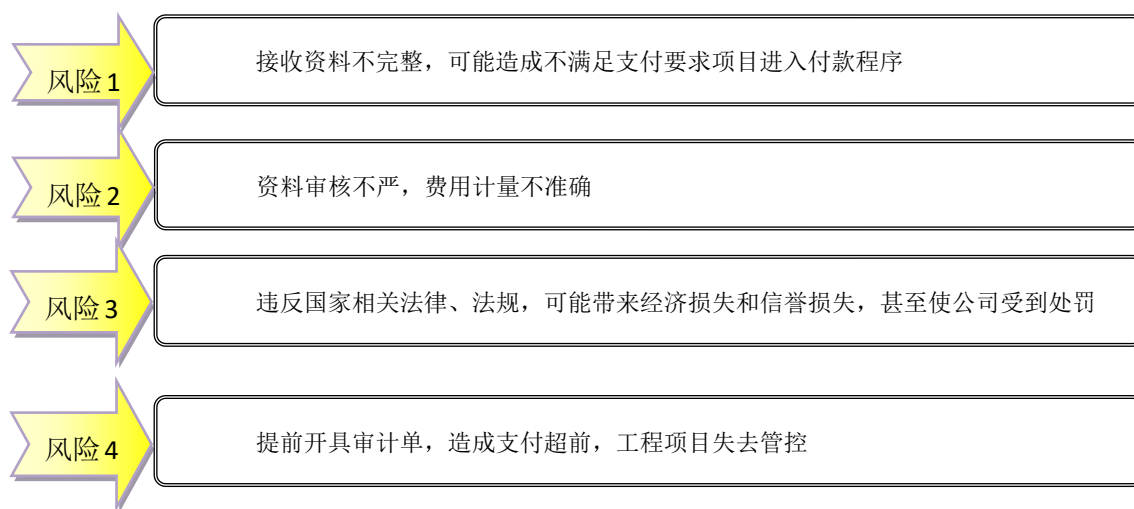 风险 1
接收资料不完整，可能造成不满足支付要求项目进入付款程序
风险 2
资料审核不严，费用计量不准确
风险 3
违反国家相关法律、法规，可能带来经济损失和信誉损失，甚至使公司受到处罚
风险 4
提前开具审计单，造成支付超前，工程项目失去管控